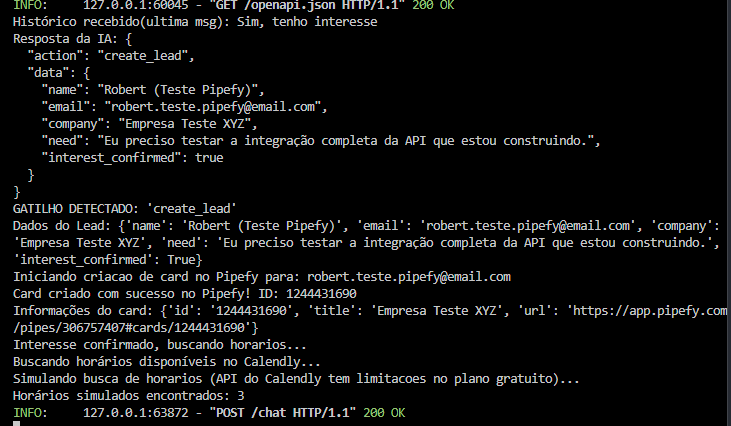 INFO:     127.0.0.1:60045 - "GET /openapi.json HTTP/1.1" 200 OK
Histórico recebido(ultima msg): Sim, tenho interesse
Resposta da IA: {
  "action": "create_lead",
  "data": {
    "name": "Robert (Teste Pipefy)",
    "email": "robert.teste.pipefy@email.com",
    "company": "Empresa Teste XYZ",
    "need": "Eu preciso testar a integração completa da API que estou construindo.",
    "interest_confirmed": true
  }
}
GATILHO DETECTADO: 'create_lead'
Dados do Lead: {'name': 'Robert (Teste Pipefy)', 'email': 'robert.teste.pipefy@email.com', 'company':
'Empresa Teste XYZ', 'need': 'Eu preciso testar a integração completa da API que estou construindo.',
'interest_confirmed': True}
Iniciando criacao de card no Pipefy para: robert.teste.pipefy@email.com
Card criado com sucesso no Pipefy! ID: 1244431690
Informações do card: {'id': '1244431690', 'title': 'Empresa Teste XYZ', 'url': 'https://app.pipefy.com
/pipes/306757407#cards/1244431690'}
Interesse confirmado, buscando horarios...
Buscando horários disponíveis no Calendly...
Simulando busca de horarios (API do Calendly tem limitacoes no plano gratuito)...
Horários simulados encontrados: 3
INFO:     127.0.0.1:63872 - "POST /chat HTTP/1.1" 200 OK